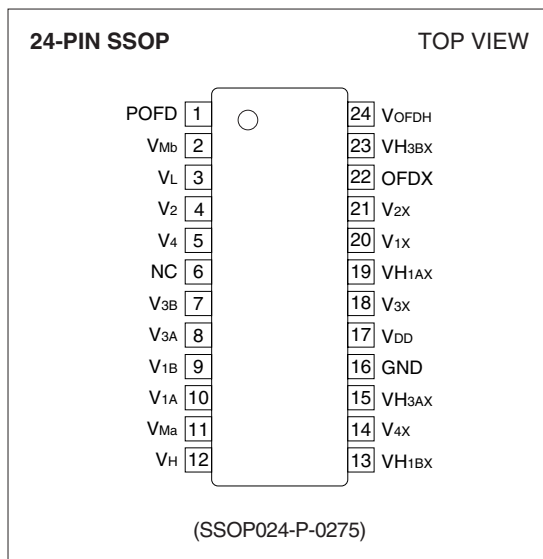 24-PIN SSOP TOP VIEW
POFD 1 24 VOFDH
VMb 2 23 VH3BX
VL 3 22 OFDX
V2 4 21 V2X
V4 5 20 V1X
NC 6 19 VH1AX
V3B 7 18 V3X
V3A 8 17 VDD
V1B 9 16 GND
V1A 10 15 VH3AX
VMa 11 14 V4X
VH 12 13 VH1BX
(SSOP024-P-0275)